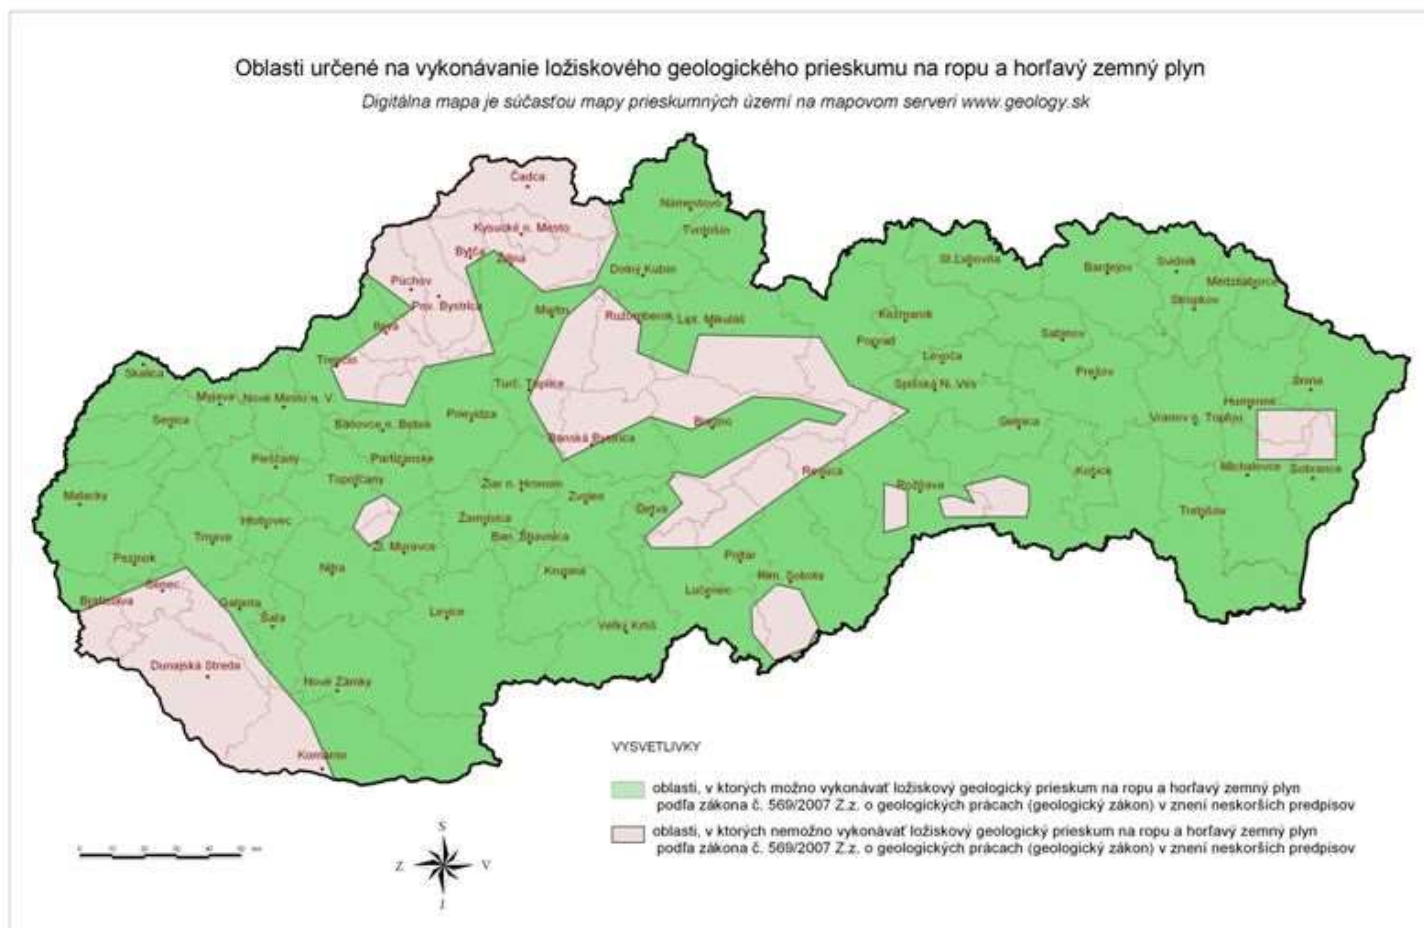 Oblasti určené na vykonávanie ložiskového geologického prieskumu na ropu a horľavý zemný plyn
Digitálna mapa je súčasťou mapy prieskumných území na mapovom serveri www.geology.sk
Čadca
Námestovo
Kysucké n. Mesto
Tvrdošín
Bytča
Žilina
Dolný Kubín
St.Ľubovňa
Bardejov
Svidník
Medzilaborce
Púchov
Pov. Bystrica
Stropkov
Martin
Ružomberok
Lipt. Mikuláš
Kežmarok
Ilava
Sabinov
Poprad
Levoča
Trenčín
Prešov
Skalica
Turč. Teplice
Spišská N. Ves
Snina
Myjava
Nové Mesto n. V.
Humenné
Senica
Bánovce n. Bebra
Prievidza
Brezno
Gelnica
Vranov n. Topľou
Banská Bystrica
Piešťany
Partizánske
Michalovce
Sobrance
Topoľčany
Revúca
Košice
Malacky
Žiar n. Hronom
Zvolen
Rožňava
Detva
Trebišov
Hlohovec
Žarnovica
Trnava
Ban. Štiavnica
Zl. Moravce
Pezinok
Poltár
Nitra
Krupina
Rim. Sobota
Senec
Lučenec
Bratislava
Galanta
Šaľa
Levice
Veľký Krtíš
Dunajská Streda
Nové Zámky
Komárno
VYSVETLIVKY
oblasti, v ktorých možno vykonávať ložiskový geologický prieskum na ropu a horľavý zemný plyn
podľa zákona č. 569/2007 Z.z. o geologických prácach (geologický zákon) v znení neskorších predpisov
oblasti, v ktorých nemožno vykonávať ložiskový geologický prieskum na ropu a horľavý zemný plyn
podľa zákona č. 569/2007 Z.z. o geologických prácach (geologický zákon) v znení neskorších predpisov
S
Z
V
J